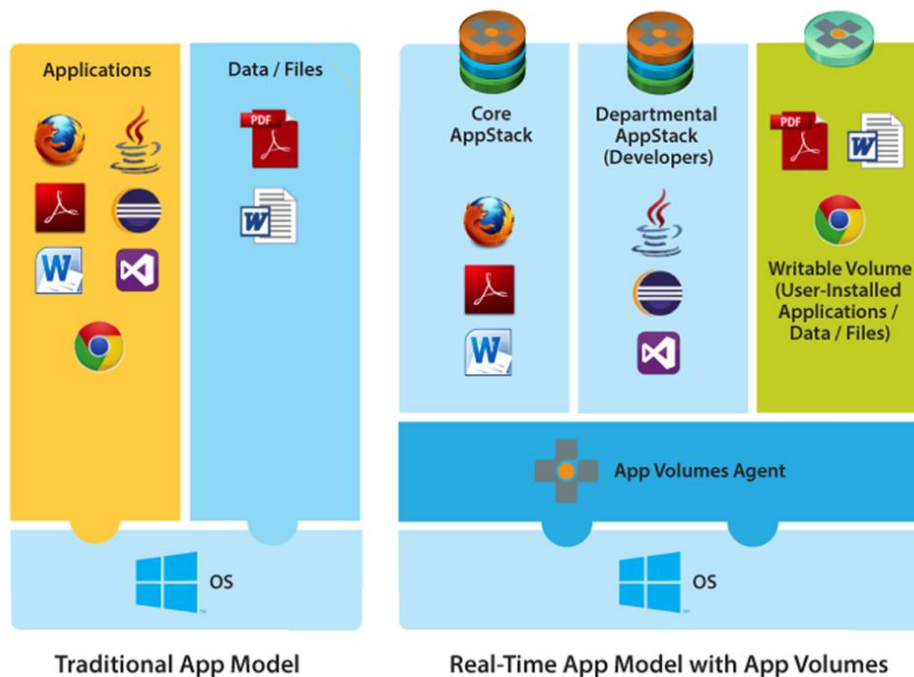 Applications
Data / Files
PDF
W
W
Traditional App Model
OS
Core
AppStack
Departmental
AppStack
(Developers)
W
PDF
W
Writable Volume
(User-Installed
Applications /
Data / Files)
App Volumes Agent
OS
Real-Time App Model with App Volumes